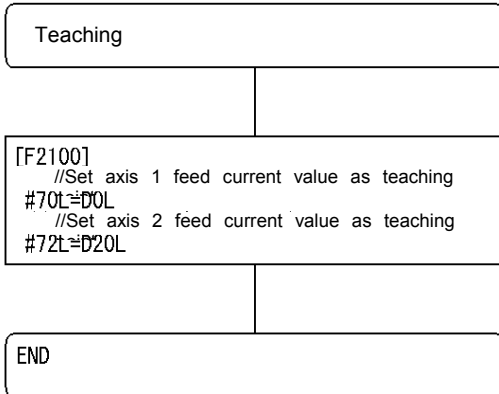 Teaching
[F2100]
//Set axis 1 feed current value as teaching
#70L=D0L
//Set axis 2 feed current value as teaching
#72L=D20L
END